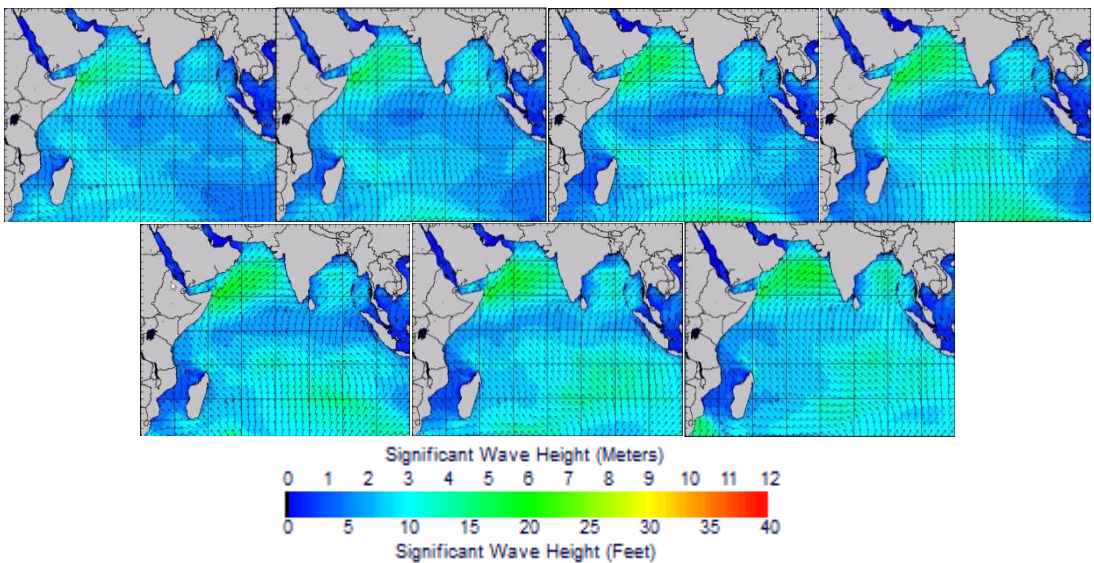 Significant Wave Height (Meters)
0 1 2 3 4 5 6 7 8 9 10 11 12
0 5 10 15 20 25 30 35 40
Significant Wave Height (Feet)